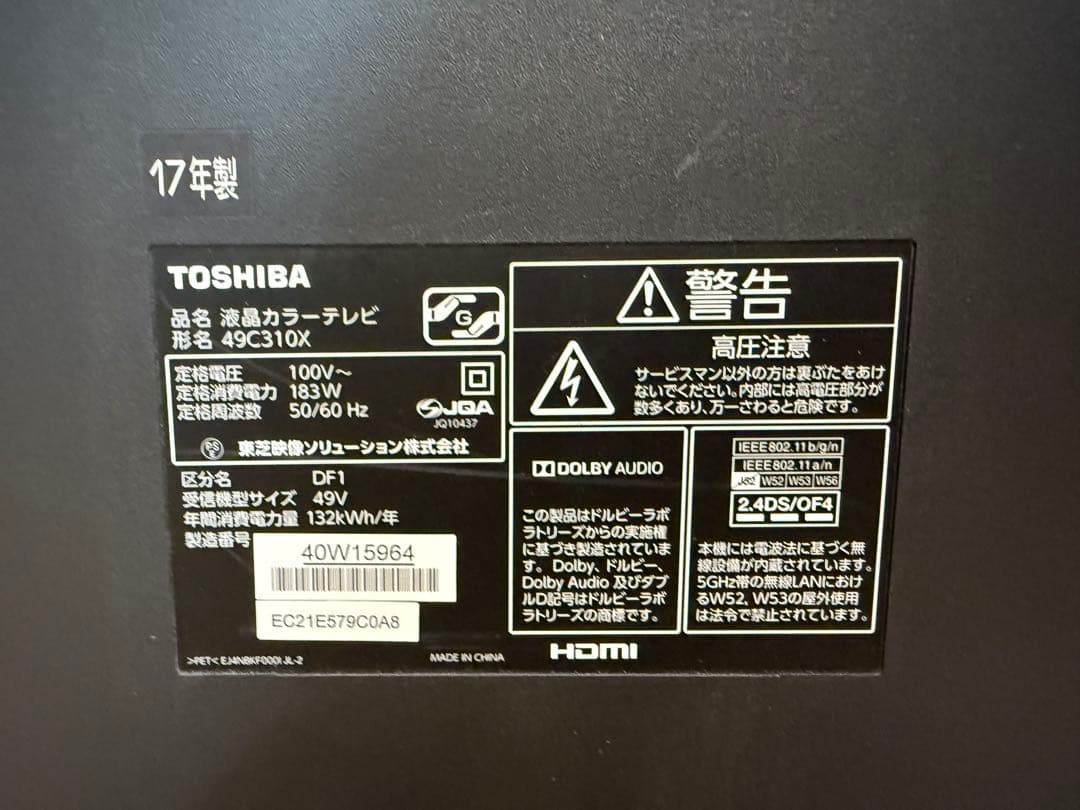 17年製
TOSHIBA
品名 液晶カラーテレビ
形名 49C310X
G
定格電圧 100V～
定格消費電力 183W
定格周波数 50/60 Hz
JQA
JQ10437
PS
E
東芝映像ソリューション株式会社
区分名 DF1
受信機型サイズ 49V
年間消費電力量 132kWh/年
製造番号
40W15964
EC21E579C0A8
>PET< EJ4NBKF0001 JL-2
MADE IN CHINA
警告
高圧注意
サービスマン以外の方は裏ぶたをあけ
ないでください。内部には高電圧部分が
数多くあり、万一さわると危険です。
DOLBY AUDIO
この製品はドルビーラボ
ラトリーズからの実施権
に基づき製造されていま
す。Dolby、ドルビー、
Dolby Audio 及びダブ
ルD記号はドルビーラボ
ラトリーズの商標です。
IEEE802.11b/g/n
IEEE802.11a/n
J52 W52 W53 W56
2.4DS/OF4
本機には電波法に基づく無
線設備が内蔵されています。
5GHz帯の無線LANにおけ
るW52, W53の屋外使用
は法令で禁止されています。
HDMI